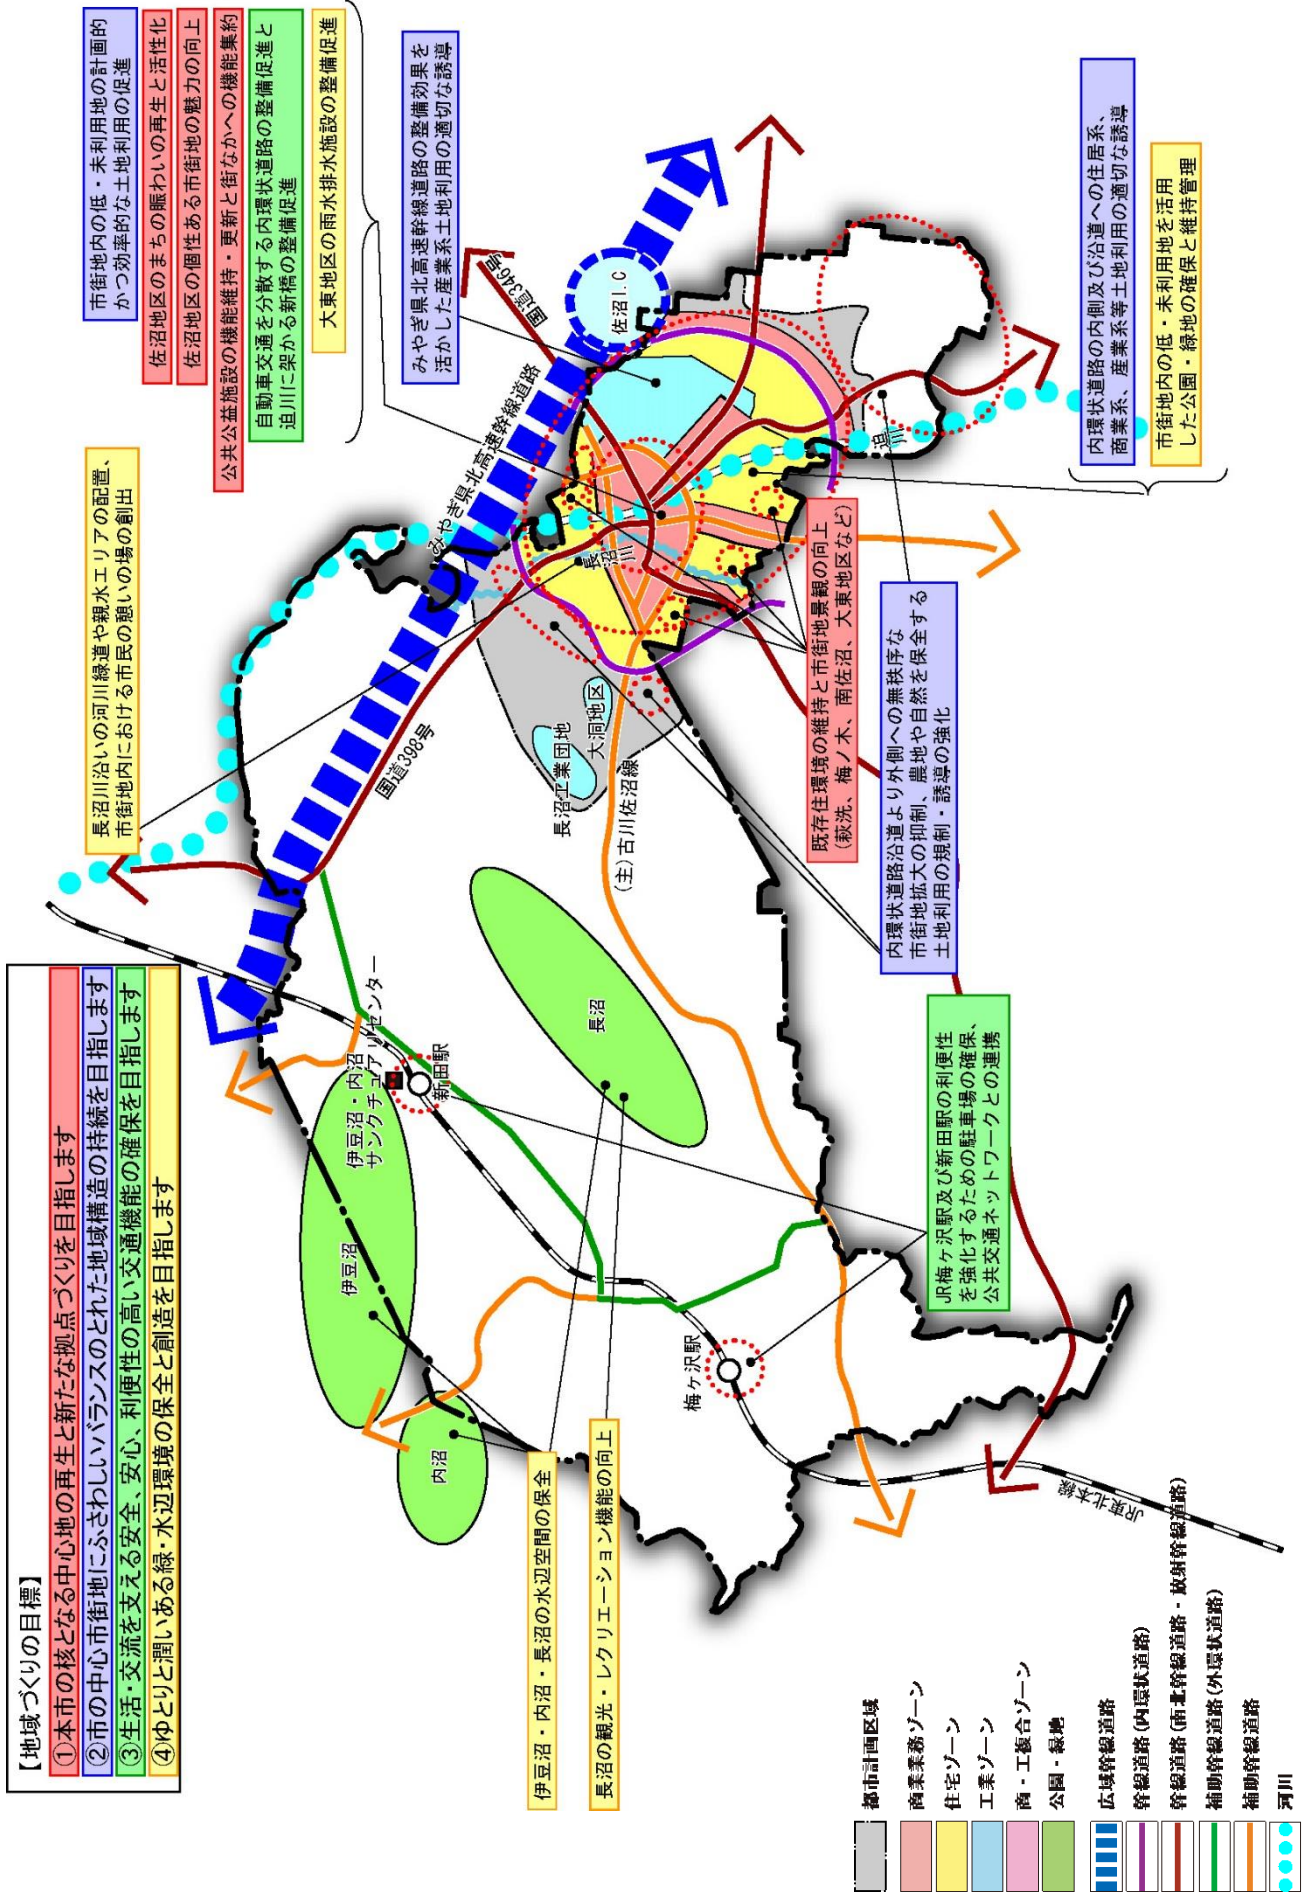 【地域づくりの目標】
①本市の核となる中心地の再生と新たな拠点づくりを目指します
②市の中心市街地にふさわしいバランスのとれた地域構造の持続を目指します
③生活・交流を支える安全、安心、利便性の高い交通機能の確保を目指します
④ゆとりと潤いある緑・水辺環境の保全と創造を目指します
長沼川沿いの河川緑道や親水エリアの配置、
市街地内における市民の憩いの場の創出
市街地内の低・未利用地の計画的
かつ効率的な土地利用の促進
佐沼地区のまちの賑わいの再生と活性化
佐沼地区の個性ある市街地の魅力の向上
公共公益施設の機能維持・更新と街なかへの機能集約
自動車交通を分散する内環状道路の整備促進と
迫川に架かる新橋の整備促進
大東地区の雨水排水施設の整備促進
みやぎ県北高速幹線道路の整備効果を
活かした産業系土地利用の適切な誘導
国道346号
佐沼I.C
みやぎ県北高速幹線道路
国道398号
長沼川
迫川
大洞地区
長沼工業団地
(主)古川佐沼線
伊豆沼・内沼
サンクチュアリセンター
新田駅
長沼
伊豆沼
内沼
梅ヶ沢駅
JR東北本線
伊豆沼・内沼・長沼の水辺空間の保全
長沼の観光・レクリエーション機能の向上
既存住環境の維持と市街地景観の向上
(萩洗、梅ノ木、南佐沼、大東地区など)
内環状道路沿道より外側への無秩序な
市街地拡大の抑制、農地や自然を保全する
土地利用の規制・誘導の強化
JR梅ヶ沢駅及び新田駅の利便性
を強化するための駐車場の確保、
公共交通ネットワークとの連携
内環状道路の内側及び沿道への住居系、
商業系、産業系等土地利用の適切な誘導
市街地内の低・未利用地を活用
した公園・緑地の確保と維持管理
都市計画区域
商業業務ゾーン
住宅ゾーン
工業ゾーン
商・工複合ゾーン
公園・緑地
広域幹線道路
幹線道路(内環状道路)
幹線道路(南北幹線道路・放射幹線道路)
補助幹線道路(外環状道路)
補助幹線道路
河川